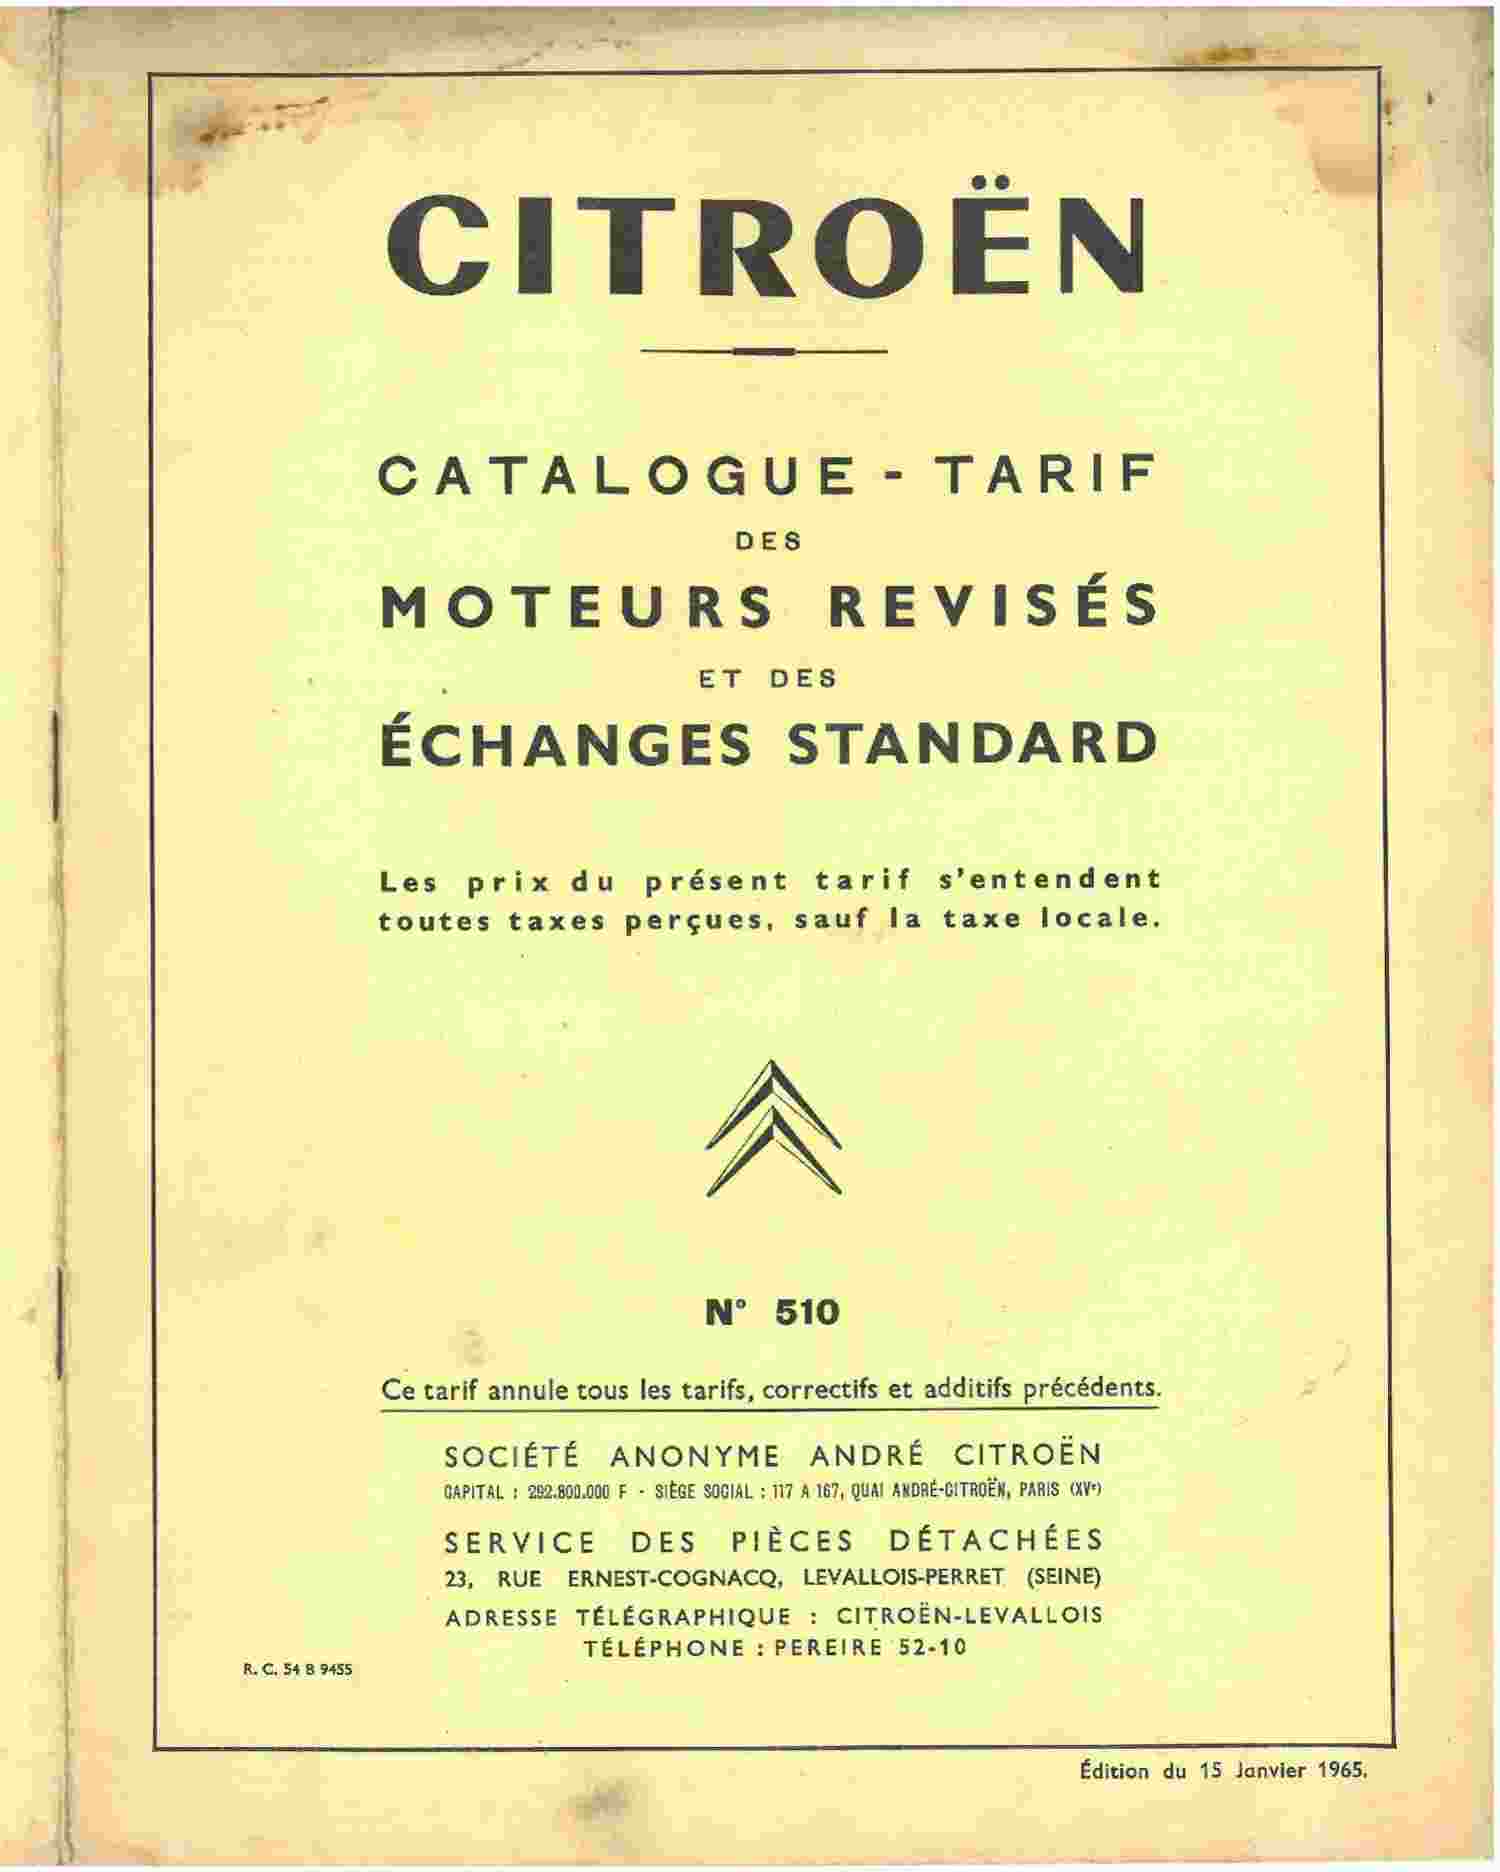 CITROËN
CATALOGUE - TARIF
DES
MOTEURS REVISÉS
ET DES
ÉCHANGES STANDARD
Les prix du présent tarif s'entendent
toutes taxes perçues, sauf la taxe locale.
N° 510
Ce tarif annule tous les tarifs, correctifs et additifs précédents.
SOCIÉTÉ ANONYME ANDRÉ CITROËN
CAPITAL : 292.800.000 F - SIÈGE SOCIAL : 117 A 167, QUAI ANDRÉ-CITROËN, PARIS (XVe)
SERVICE DES PIÈCES DÉTACHÉES
23, RUE ERNEST-COGNACQ, LEVALLOIS-PERRET (SEINE)
ADRESSE TÉLÉGRAPHIQUE : CITROËN-LEVALLOIS
TÉLÉPHONE : PEREIRE 52-10
R. C. 54 B 9455
Édition du 15 Janvier 1965.